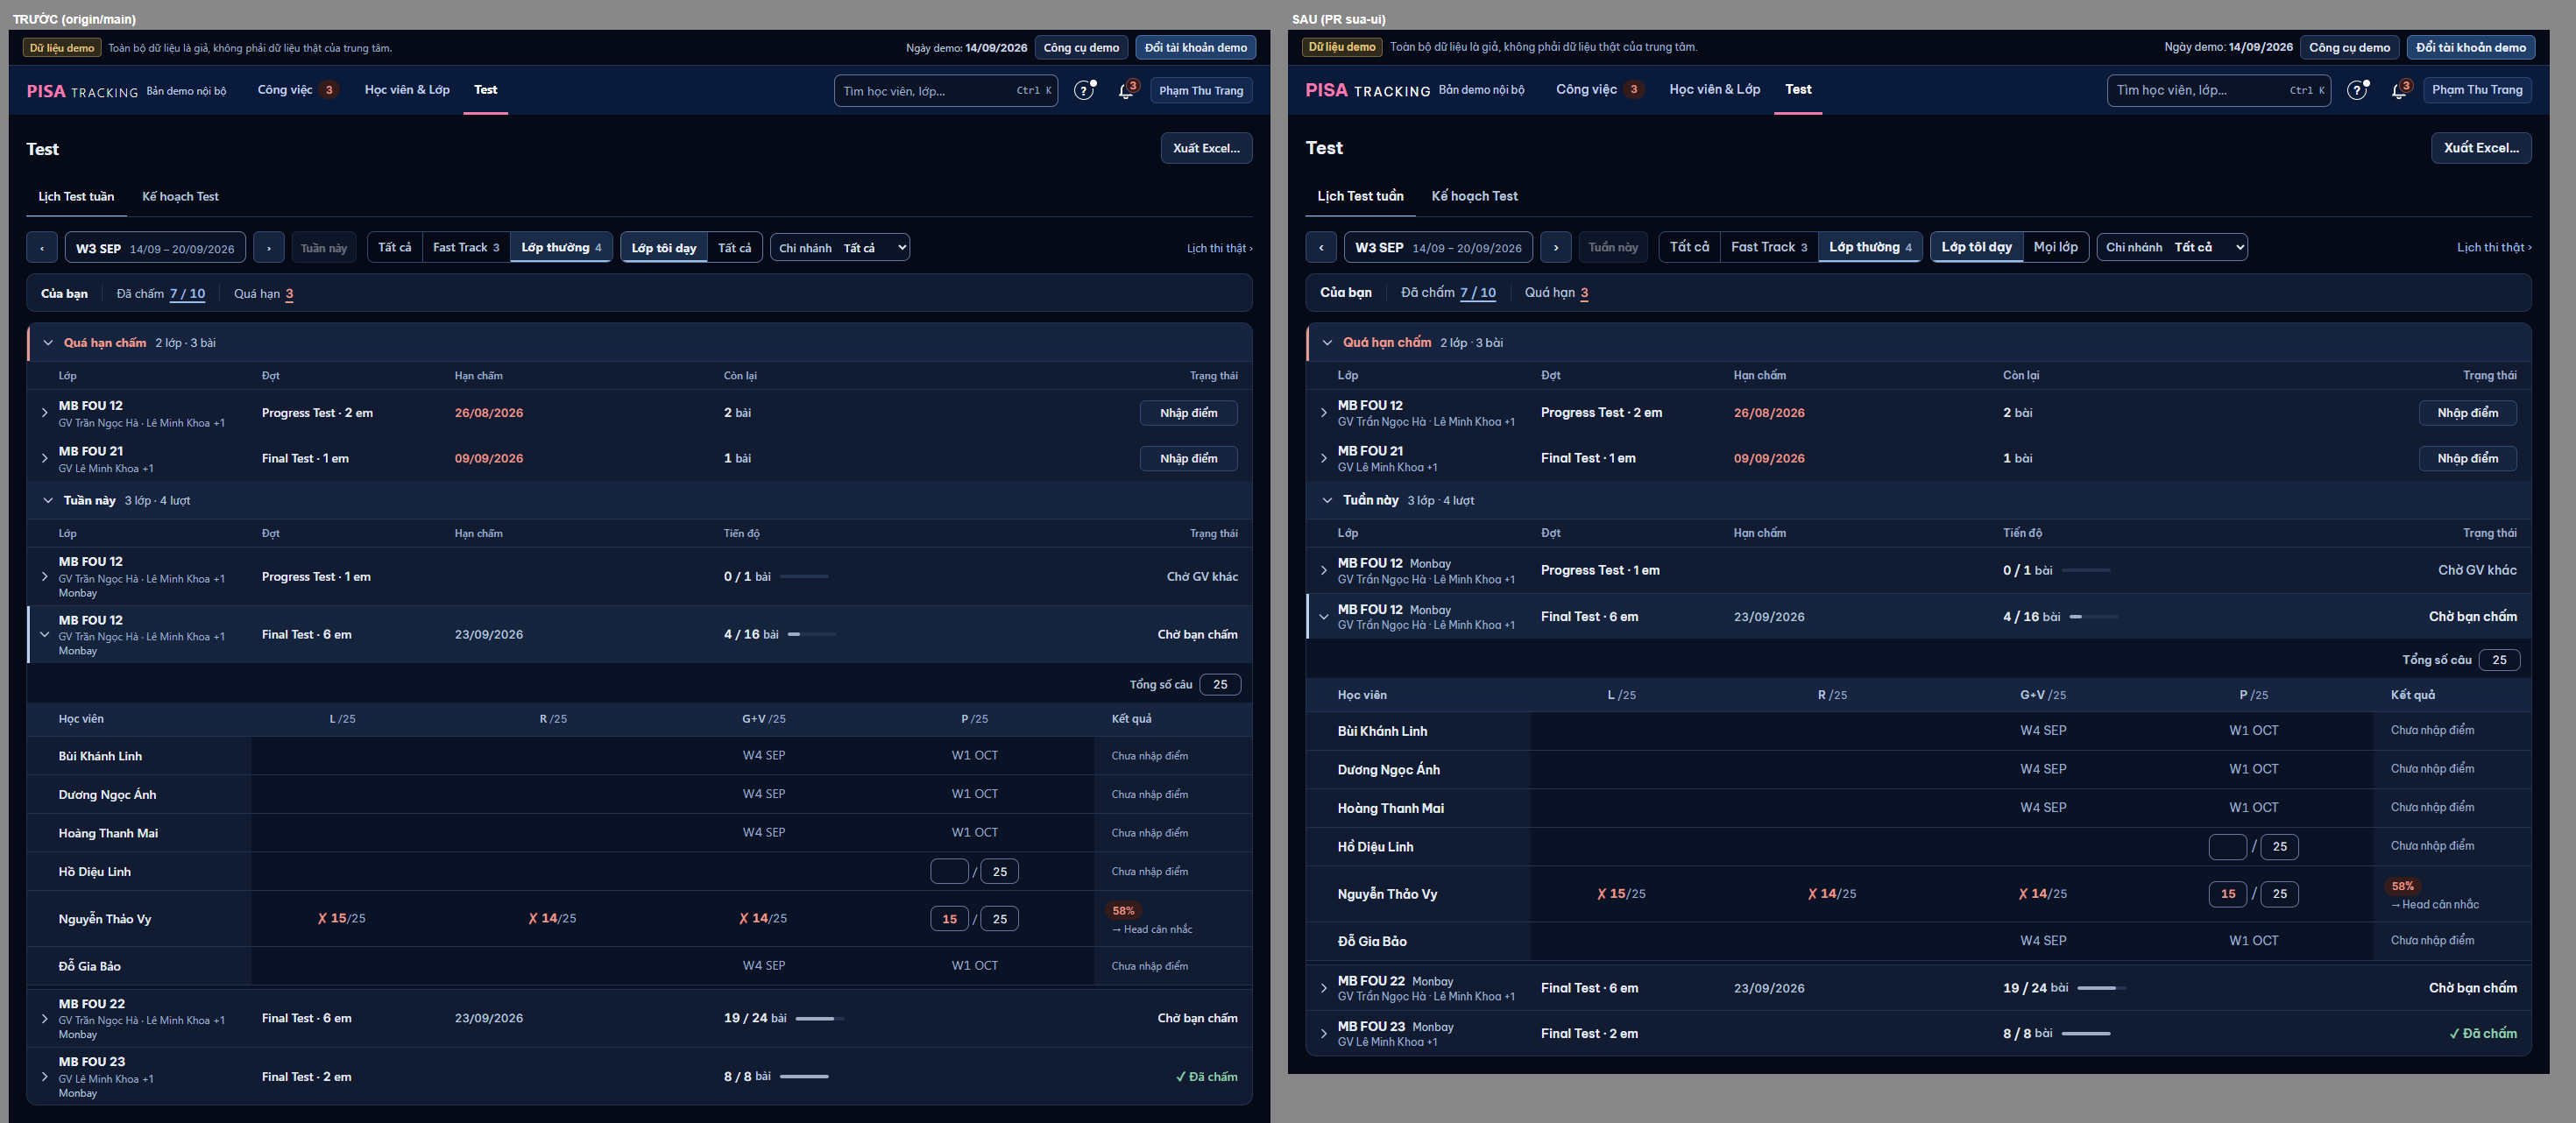 TRƯỚC (origin/main)
Dữ liệu demo Toàn bộ dữ liệu là giả, không phải dữ liệu thật của trung tâm. Ngày demo: 14/09/2026 Công cụ demo Đổi tài khoản demo
PISA TRACKING Bản demo nội bộ Công việc 3 Học viên & Lớp Test Tìm học viên, lớp... Ctrl K ? 3 Phạm Thu Trang
Test Xuất Excel...
Lịch Test tuần Kế hoạch Test
‹ W3 SEP 14/09 – 20/09/2026 › Tuần này Tất cả Fast Track 3 Lớp thường 4 Lớp tôi dạy Tất cả Chi nhánh Tất cả Lịch thi thật ›
Của bạn Đã chấm 7 / 10 Quá hạn 3
Quá hạn chấm 2 lớp · 3 bài
Lớp Đợt Hạn chấm Còn lại Trạng thái
MB FOU 12
GV Trần Ngọc Hà · Lê Minh Khoa +1
Progress Test · 2 em 26/08/2026 2 bài Nhập điểm
MB FOU 21
GV Lê Minh Khoa +1
Final Test · 1 em 09/09/2026 1 bài Nhập điểm
Tuần này 3 lớp · 4 lượt
Lớp Đợt Hạn chấm Tiến độ Trạng thái
MB FOU 12
GV Trần Ngọc Hà · Lê Minh Khoa +1
Monbay
Progress Test · 1 em 0 / 1 bài Chờ GV khác
MB FOU 12
GV Trần Ngọc Hà · Lê Minh Khoa +1
Monbay
Final Test · 6 em 23/09/2026 4 / 16 bài Chờ bạn chấm
Tổng số câu 25
Học viên L /25 R /25 G+V /25 P /25 Kết quả
Bùi Khánh Linh W4 SEP W1 OCT Chưa nhập điểm
Dương Ngọc Ánh W4 SEP W1 OCT Chưa nhập điểm
Hoàng Thanh Mai W4 SEP W1 OCT Chưa nhập điểm
Hồ Diệu Linh / 25 Chưa nhập điểm
Nguyễn Thảo Vy ✗ 15/25 ✗ 14/25 ✗ 14/25 15 / 25 58%
→ Head cân nhắc
Đỗ Gia Bảo W4 SEP W1 OCT Chưa nhập điểm
MB FOU 22
GV Trần Ngọc Hà · Lê Minh Khoa +1
Monbay
Final Test · 6 em 23/09/2026 19 / 24 bài Chờ bạn chấm
MB FOU 23
GV Lê Minh Khoa +1
Monbay
Final Test · 2 em 8 / 8 bài ✓ Đã chấm
SAU (PR sua-ui)
Dữ liệu demo Toàn bộ dữ liệu là giả, không phải dữ liệu thật của trung tâm. Ngày demo: 14/09/2026 Công cụ demo Đổi tài khoản demo
PISA TRACKING Bản demo nội bộ Công việc 3 Học viên & Lớp Test Tìm học viên, lớp... Ctrl K ? 3 Phạm Thu Trang
Test Xuất Excel...
Lịch Test tuần Kế hoạch Test
‹ W3 SEP 14/09 – 20/09/2026 › Tuần này Tất cả Fast Track 3 Lớp thường 4 Lớp tôi dạy Mọi lớp Chi nhánh Tất cả Lịch thi thật ›
Của bạn Đã chấm 7 / 10 Quá hạn 3
Quá hạn chấm 2 lớp · 3 bài
Lớp Đợt Hạn chấm Còn lại Trạng thái
MB FOU 12
GV Trần Ngọc Hà · Lê Minh Khoa +1
Progress Test · 2 em 26/08/2026 2 bài Nhập điểm
MB FOU 21
GV Lê Minh Khoa +1
Final Test · 1 em 09/09/2026 1 bài Nhập điểm
Tuần này 3 lớp · 4 lượt
Lớp Đợt Hạn chấm Tiến độ Trạng thái
MB FOU 12 Monbay
GV Trần Ngọc Hà · Lê Minh Khoa +1
Progress Test · 1 em 0 / 1 bài Chờ GV khác
MB FOU 12 Monbay
GV Trần Ngọc Hà · Lê Minh Khoa +1
Final Test · 6 em 23/09/2026 4 / 16 bài Chờ bạn chấm
Tổng số câu 25
Học viên L /25 R /25 G+V /25 P /25 Kết quả
Bùi Khánh Linh W4 SEP W1 OCT Chưa nhập điểm
Dương Ngọc Ánh W4 SEP W1 OCT Chưa nhập điểm
Hoàng Thanh Mai W4 SEP W1 OCT Chưa nhập điểm
Hồ Diệu Linh / 25 Chưa nhập điểm
Nguyễn Thảo Vy ✗ 15/25 ✗ 14/25 ✗ 14/25 15 / 25 58%
→ Head cân nhắc
Đỗ Gia Bảo W4 SEP W1 OCT Chưa nhập điểm
MB FOU 22 Monbay
GV Trần Ngọc Hà · Lê Minh Khoa +1
Final Test · 6 em 23/09/2026 19 / 24 bài Chờ bạn chấm
MB FOU 23 Monbay
GV Lê Minh Khoa +1
Final Test · 2 em 8 / 8 bài ✓ Đã chấm